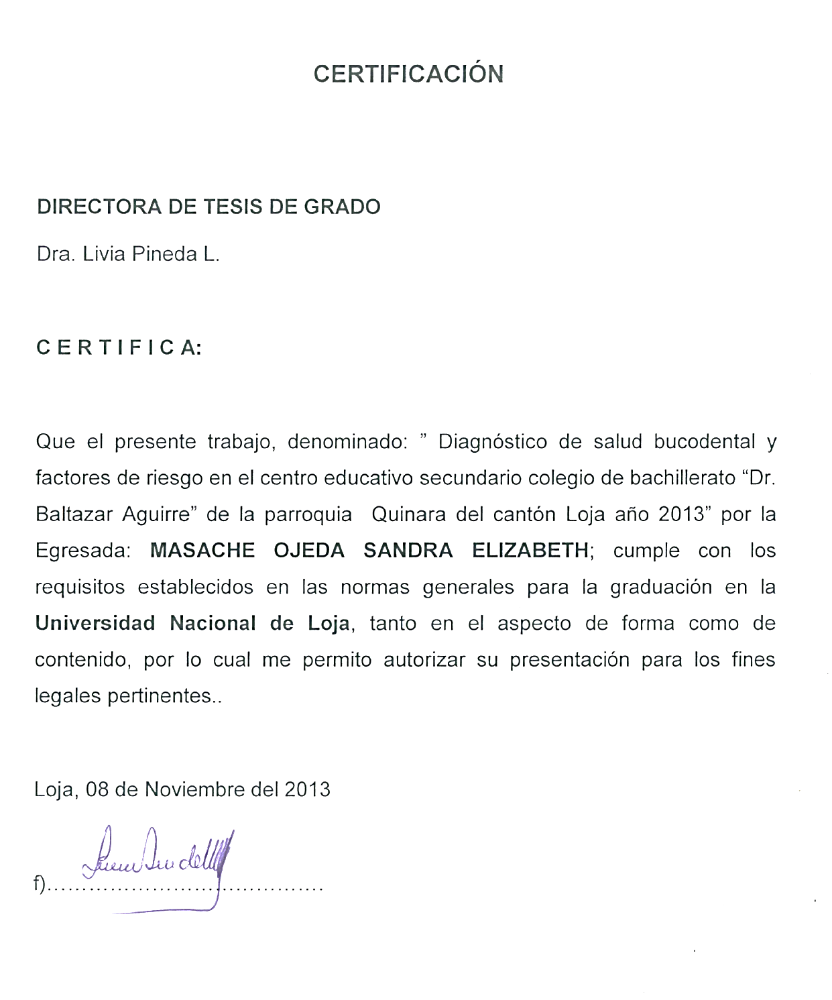 CERTIFICACIÓN
DIRECTORA DE TESIS DE GRADO
Dra. Livia Pineda L.
C E R T I F I C A:
Que el presente trabajo, denominado: ” Diagnóstico de salud bucodental y
factores de riesgo en el centro educativo secundario colegio de bachillerato “Dr.
Baltazar Aguirre” de la parroquia Quinara del cantón Loja año 2013” por la
Egresada: MASACHE OJEDA SANDRA ELIZABETH; cumple con los
requisitos establecidos en las normas generales para la graduación en la
Universidad Nacional de Loja, tanto en el aspecto de forma como de
contenido, por lo cual me permito autorizar su presentación para los fines
legales pertinentes..
Loja, 08 de Noviembre del 2013
f).......................................